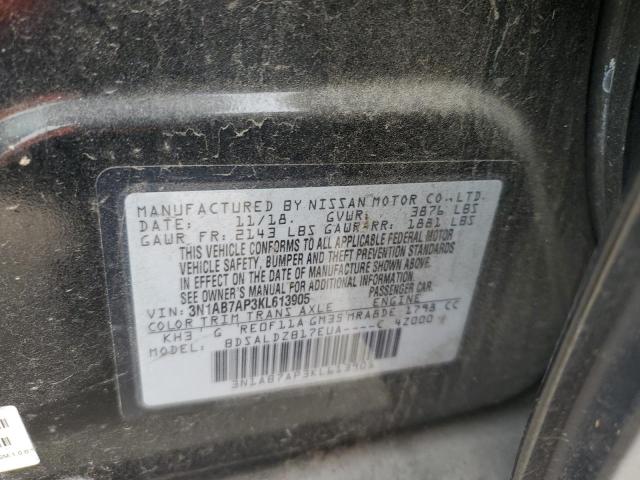 MANUFACTURED BY NISSAN MOTOR CO.,LTD.
DATE: 11/18 GVWR: 3876 LBS
GAWR FR: 2143 LBS GAWR RR: 1881 LBS
THIS VEHICLE CONFORMS TO ALL APPLICABLE FEDERAL MOTOR
VEHICLE SAFETY, BUMPER AND THEFT PREVENTION STANDARDS
IN EFFECT ON THE DATE OF MANUFACTURE SHOWN ABOVE.
SEE OWNER'S MANUAL FOR ADDITIONAL INFORMATION
VIN: 3N1AB7AP3KL613905 PASSENGER CAR.
COLOR TRIM TRANS AXLE ENGINE
KH3 G RE0F11A GM35 MRA8DE 1798 CC
MODEL: BDSALDZB17EUA----C 42000
3N1AB7AP3KL613905